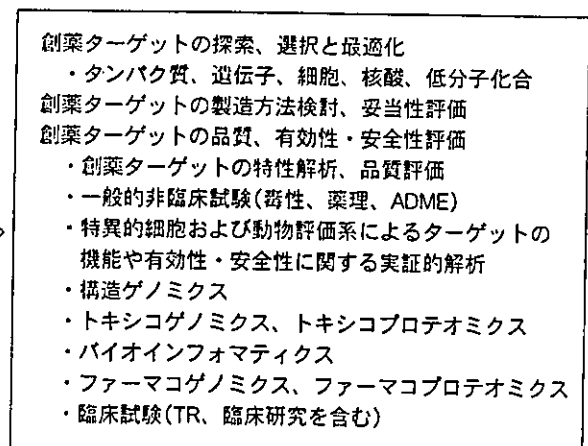 創薬ターゲットの探索、選択と最適化
・タンパク質、遺伝子、細胞、核酸、低分子化合
創薬ターゲットの製造方法検討、妥当性評価
創薬ターゲットの品質、有効性・安全性評価
・創薬ターゲットの特性解析、品質評価
・一般的非臨床試験(毒性、薬理、ADME)
・特異的細胞および動物評価系によるターゲットの
機能や有効性・安全性に関する実証的解析
・構造ゲノミクス
・トキシコゲノミクス、トキシコプロテオミクス
・バイオインフォマティクス
・ファーマコゲノミクス、ファーマコプロテオミクス
・臨床試験(TR、臨床研究を含む)